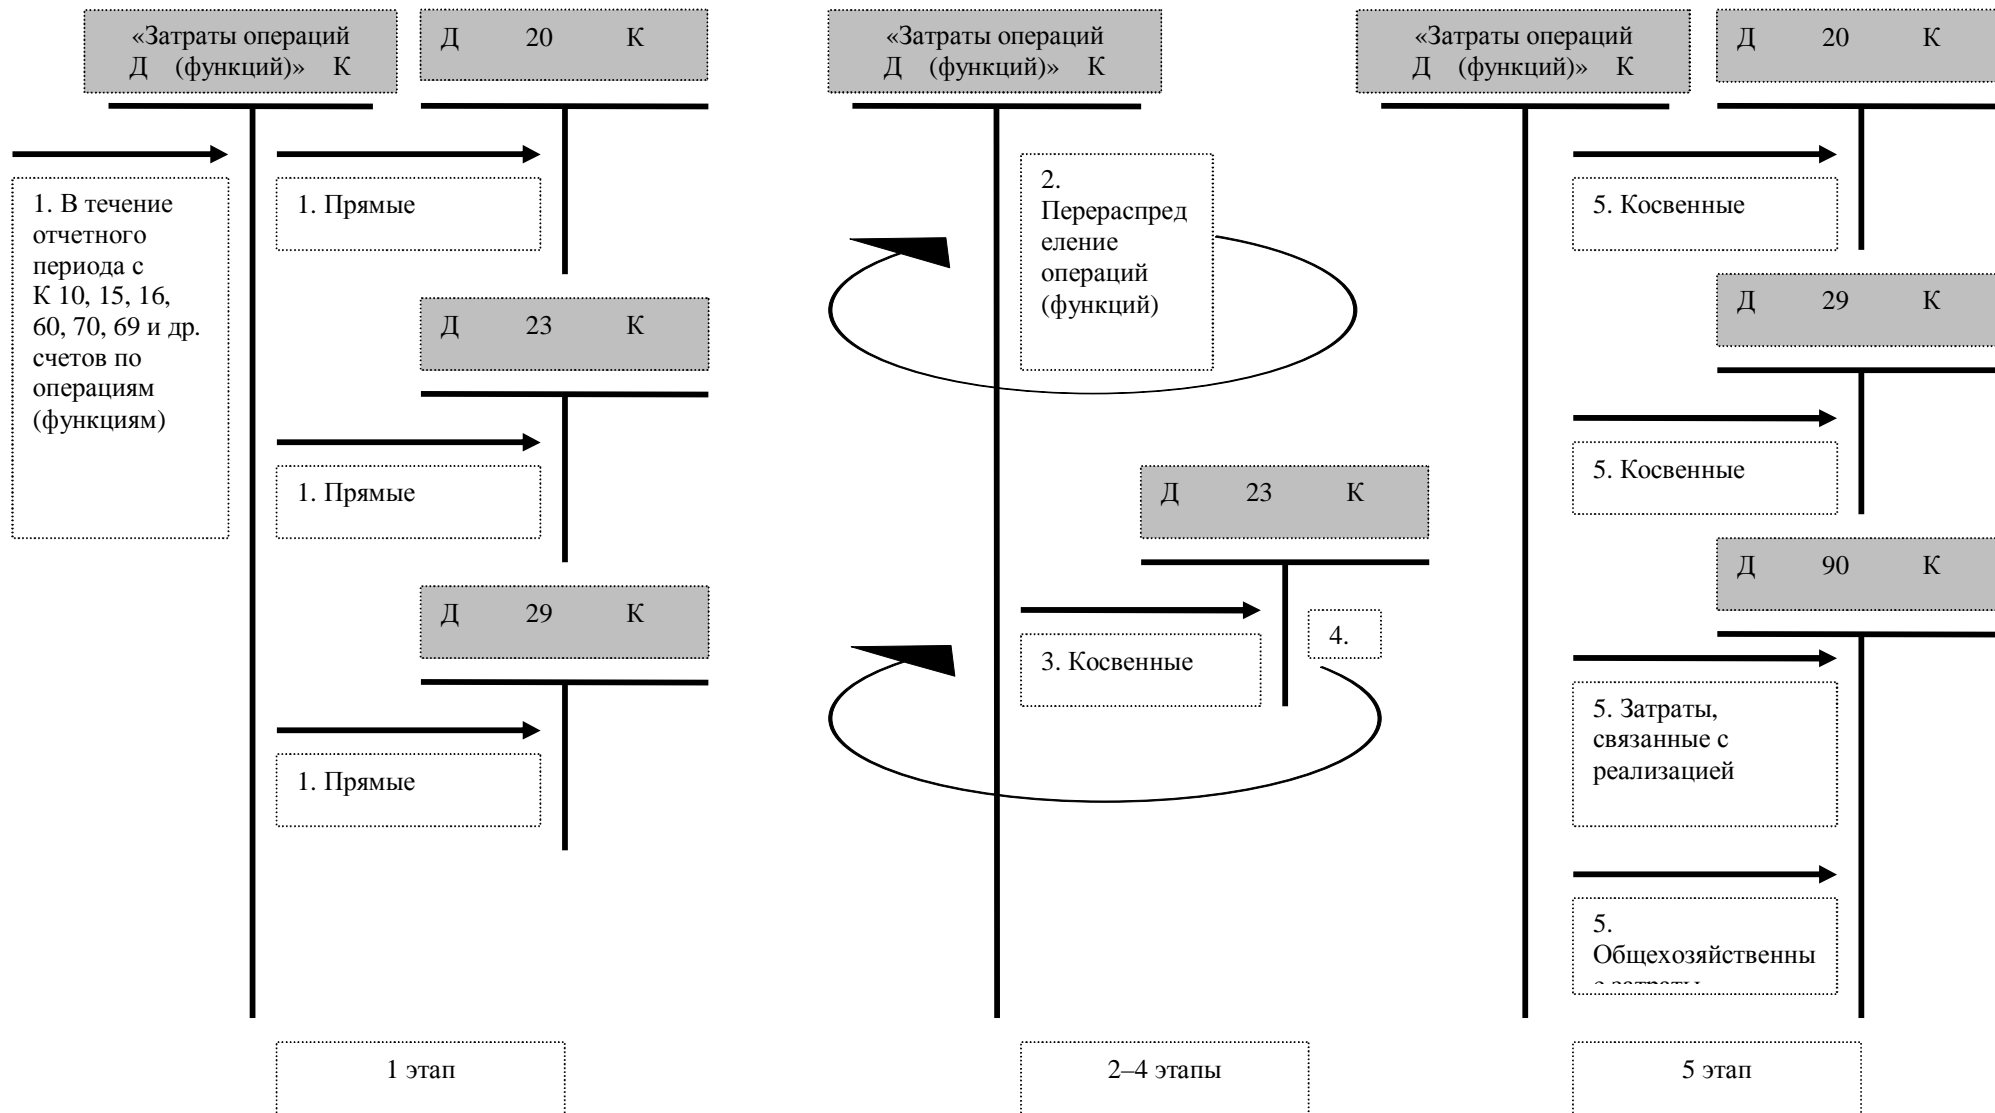 «Затраты операций
Д (функций)» К
Д 20 К
1. В течение
отчетного
периода с
К 10, 15, 16,
60, 70, 69 и др.
счетов по
операциям
(функциям)
1. Прямые
Д 23 К
1. Прямые
Д 29 К
1. Прямые
1 этап
«Затраты операций
Д (функций)» К
2.
Перераспред
еление
операций
(функций)
Д 23 К
3. Косвенные
4.
2–4 этапы
«Затраты операций
Д (функций)» К
Д 20 К
5. Косвенные
Д 29 К
5. Косвенные
Д 90 К
5. Затраты,
связанные с
реализацией
5.
Общехозяйственны
е затраты
5 этап